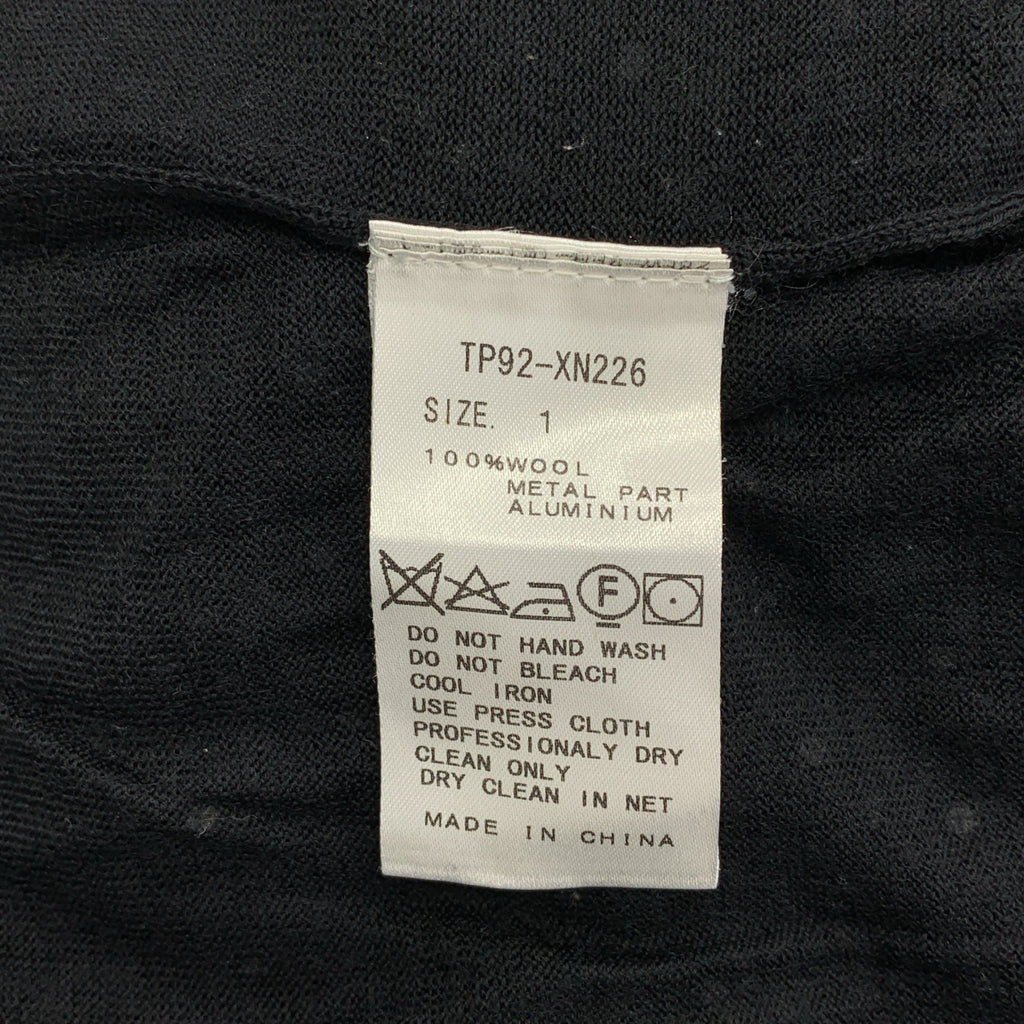 TP92-XN226
SIZE. 1
100%WOOL
METAL PART
ALUMINIUM
F
DO NOT HAND WASH
DO NOT BLEACH
COOL IRON
USE PRESS CLOTH
PROFESSIONALY DRY
CLEAN ONLY
DRY CLEAN IN NET
MADE IN CHINA